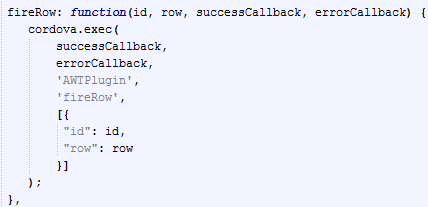 fireRow: function(id, row, successCallback, errorCallback) {
cordova.exec(
successCallback,
errorCallback,
'AWTPlugin',
'fireRow',
[{
"id": id,
"row": row
}]
);
},